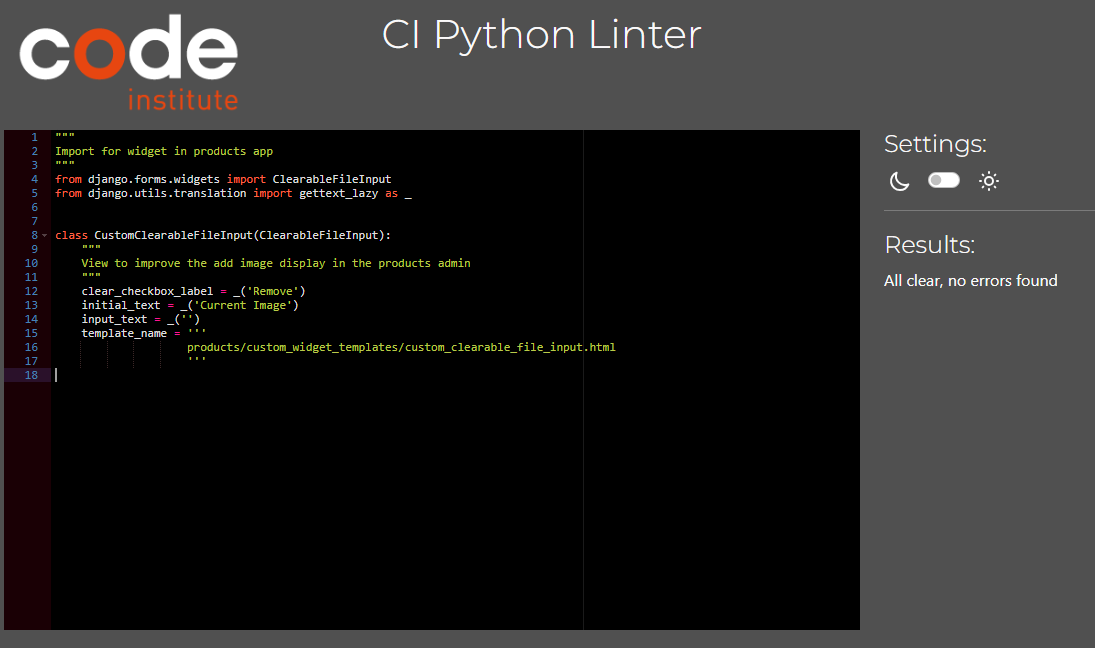 code
institute
CI Python Linter
1 """
2 Import for widget in products app
3 """
4 from django.forms.widgets import ClearableFileInput
5 from django.utils.translation import gettext_lazy as _
6
7
8 class CustomClearableFileInput(ClearableFileInput):
9     """
10     View to improve the add image display in the products admin
11     """
12     clear_checkbox_label = _('Remove')
13     initial_text = _('Current Image')
14     input_text = _('')
15     template_name = '''
16                     products/custom_widget_templates/custom_clearable_file_input.html
17                     '''
18
Settings:
Results:
All clear, no errors found